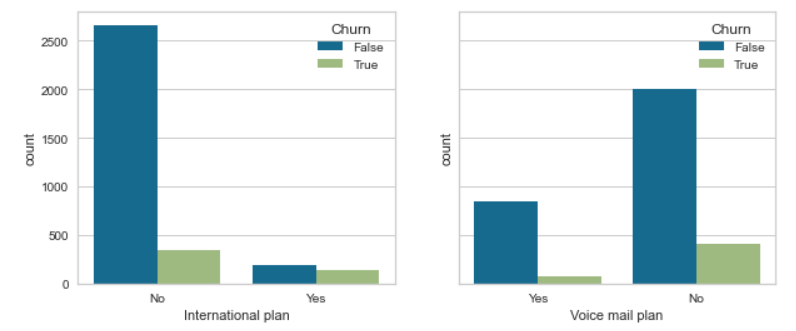 Churn
False
True
2500
2000
1500
1000
500
0
count
No Yes
International plan
Churn
False
True
count
Yes No
Voice mail plan